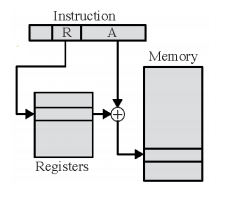 Instruction
R A
Memory
Registers